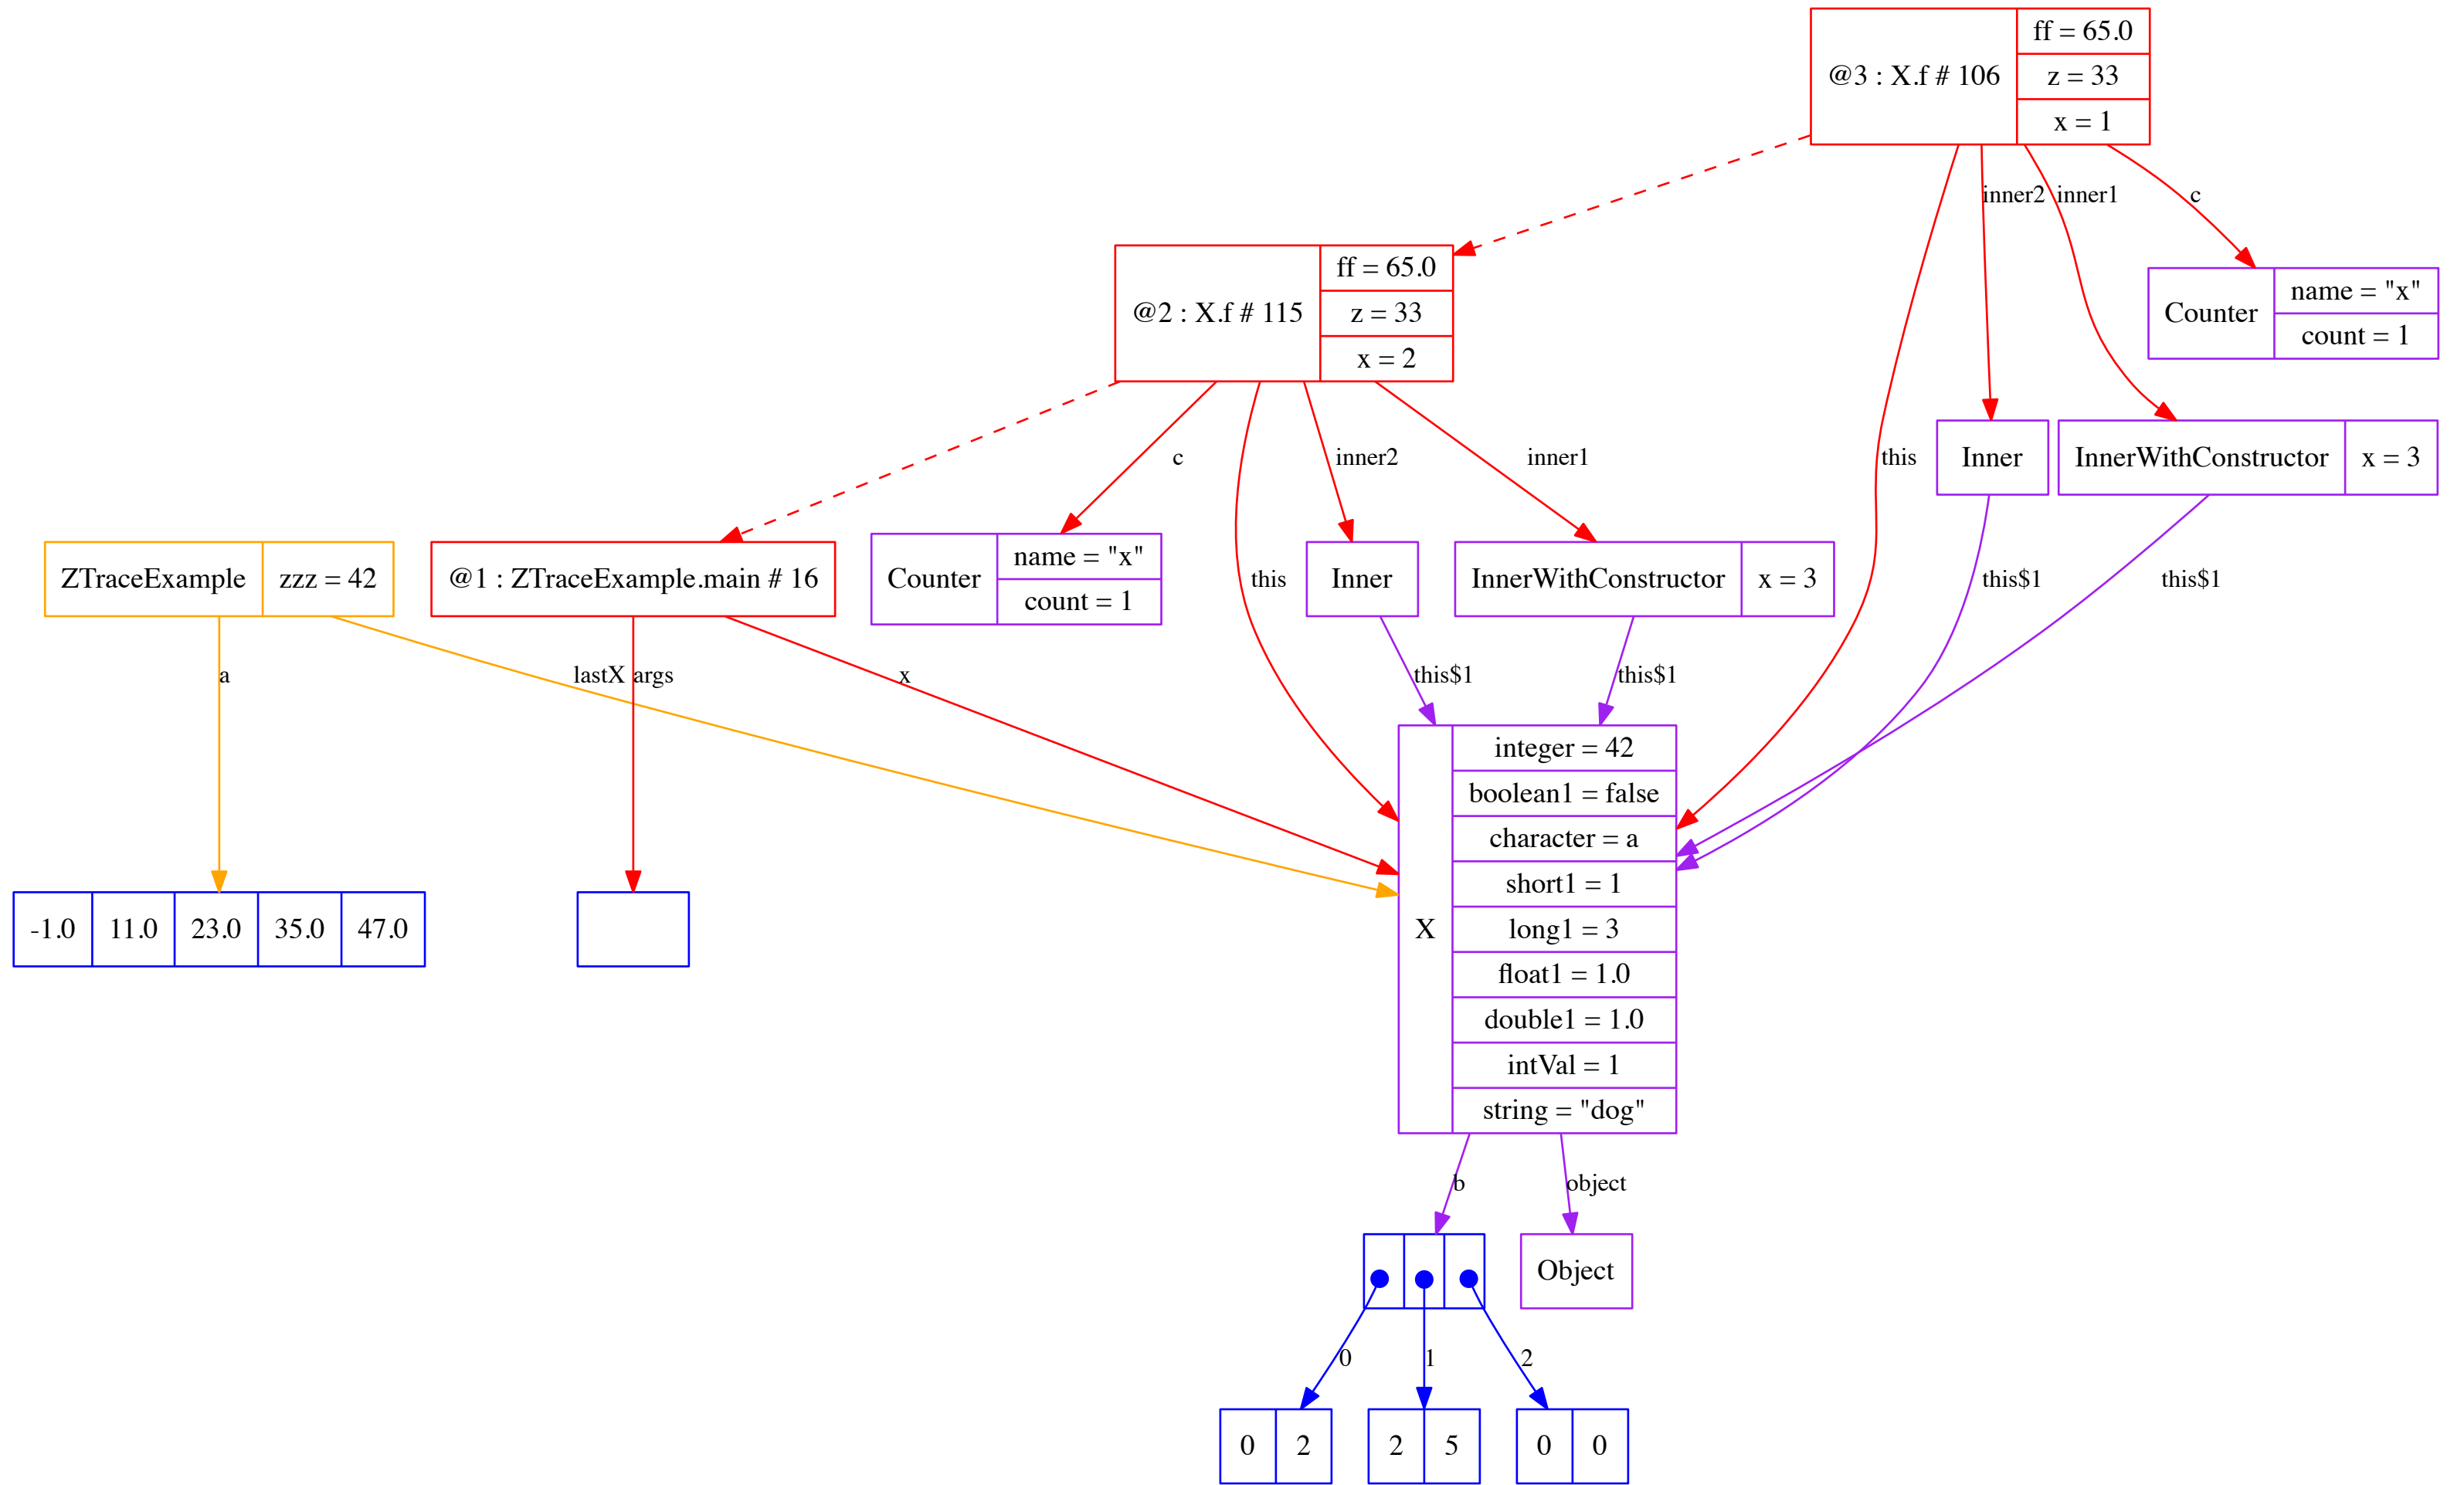 @3 : X.f # 106
ff = 65.0
z = 33
x = 1
inner2
inner1
c
@2 : X.f # 115
ff = 65.0
z = 33
x = 2
Counter
name = "x"
count = 1
c
inner2
inner1
this
Inner
InnerWithConstructor
x = 3
ZTraceExample
zzz = 42
@1 : ZTraceExample.main # 16
Counter
name = "x"
count = 1
this
Inner
InnerWithConstructor
x = 3
this$1
this$1
a
lastX
args
x
this$1
this$1
X
integer = 42
boolean1 = false
character = a
short1 = 1
long1 = 3
float1 = 1.0
double1 = 1.0
intVal = 1
string = "dog"
-1.0
11.0
23.0
35.0
47.0
b
object
Object
0
1
2
0
2
2
5
0
0